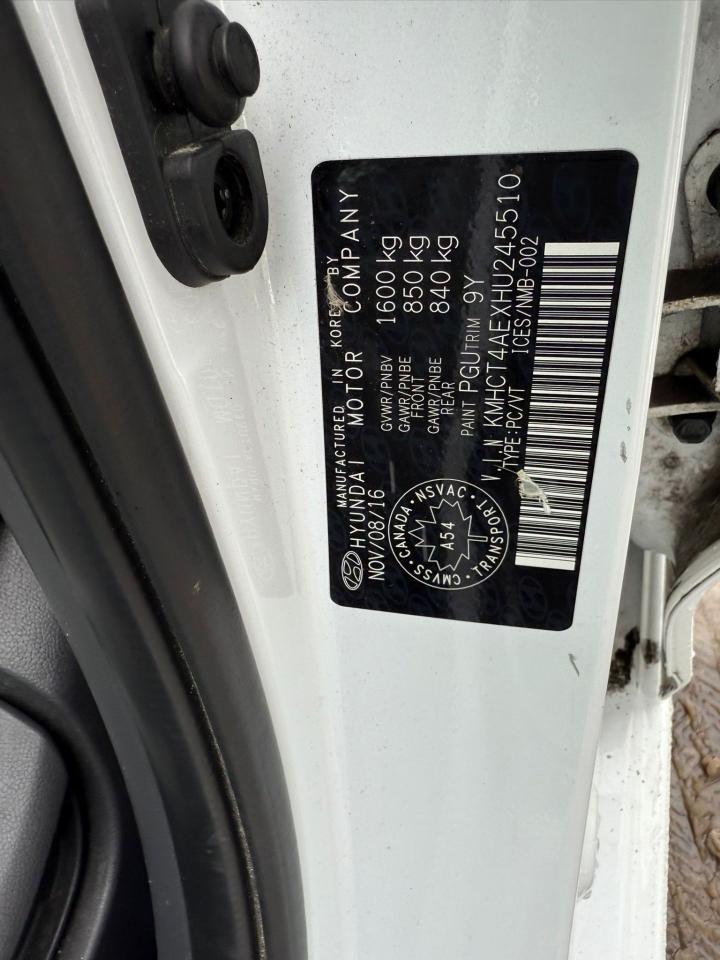 MANUFACTURED IN KOREA BY
HYUNDAI MOTOR COMPANY
NOV/08/16
GVWR/PNBV 1600 kg
GAWR/PNBE FRONT 850 kg
GAWR/PNBE REAR 840 kg
PAINT PGU TRIM 9Y
V.I.N KMHCT4AEXHU245510
TYPE:PC/VT ICES/NMB-002
CANADA · NSVAC · TRANSPORT · CMVSS ·
A54